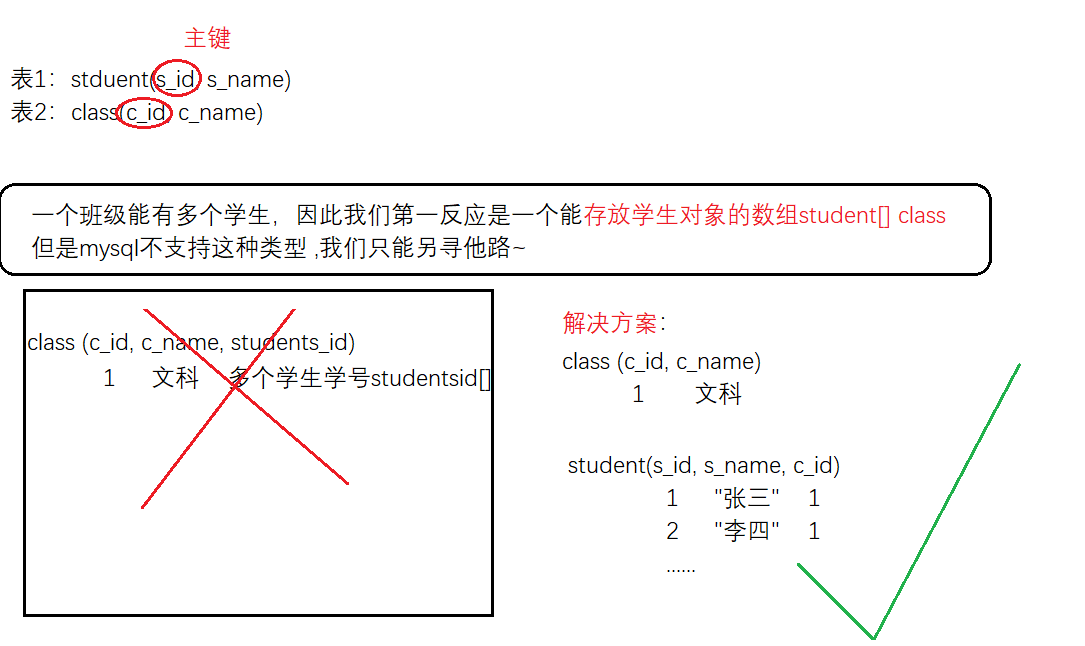 主键
表1：stduent(s_id, s_name)
表2：class(c_id, c_name)
一个班级能有多个学生，因此我们第一反应是一个能存放学生对象的数组student[] class
但是mysql不支持这种类型 ,我们只能另寻他路~
class (c_id, c_name, students_id)
1 文科 多个学生学号studentsid[]
解决方案：
class (c_id, c_name)
1 文科
student(s_id, s_name, c_id)
1 "张三" 1
2 "李四" 1
......